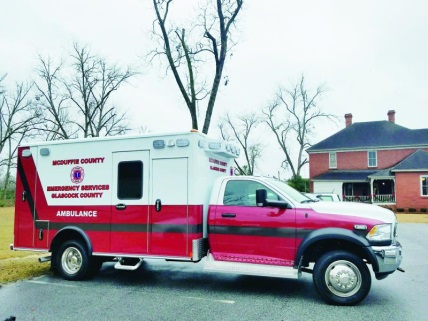 MCDUFFIE COUNTY
EMERGENCY SERVICES
GLASCOCK COUNTY
AMBULANCE